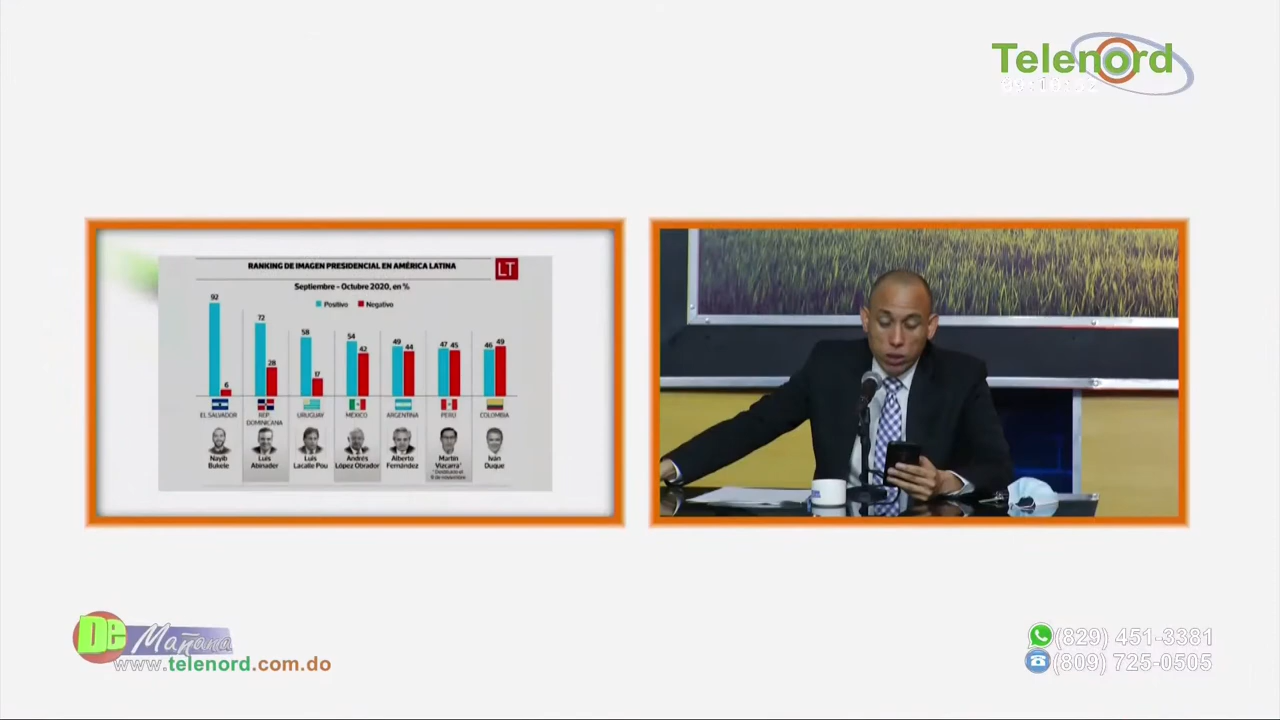 Telenord
RANKING DE IMAGEN PRESIDENCIAL EN AMÉRICA LATINA
LT
Septiembre - Octubre 2020, en %
Positivo Negativo
92 6 72 28 58 17 54 42 49 44 47 45 46 49
EL SALVADOR REP. DOMINICANA URUGUAY MÉXICO ARGENTINA PERÚ COLOMBIA
Nayib Bukele Luis Abinader Luis Lacalle Pou Andrés López Obrador Alberto Fernández Martín Vizcarra* Iván Duque
De Mañana
www.telenord.com.do
(829) 451-3381
(809) 725-0505